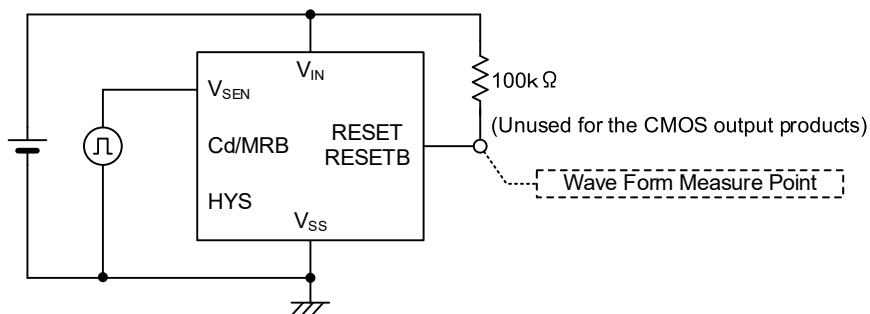 V_IN
V_SEN
100kΩ
(Unused for the CMOS output products)
RESET
Cd/MRB
RESETB
Wave Form Measure Point
HYS
V_SS